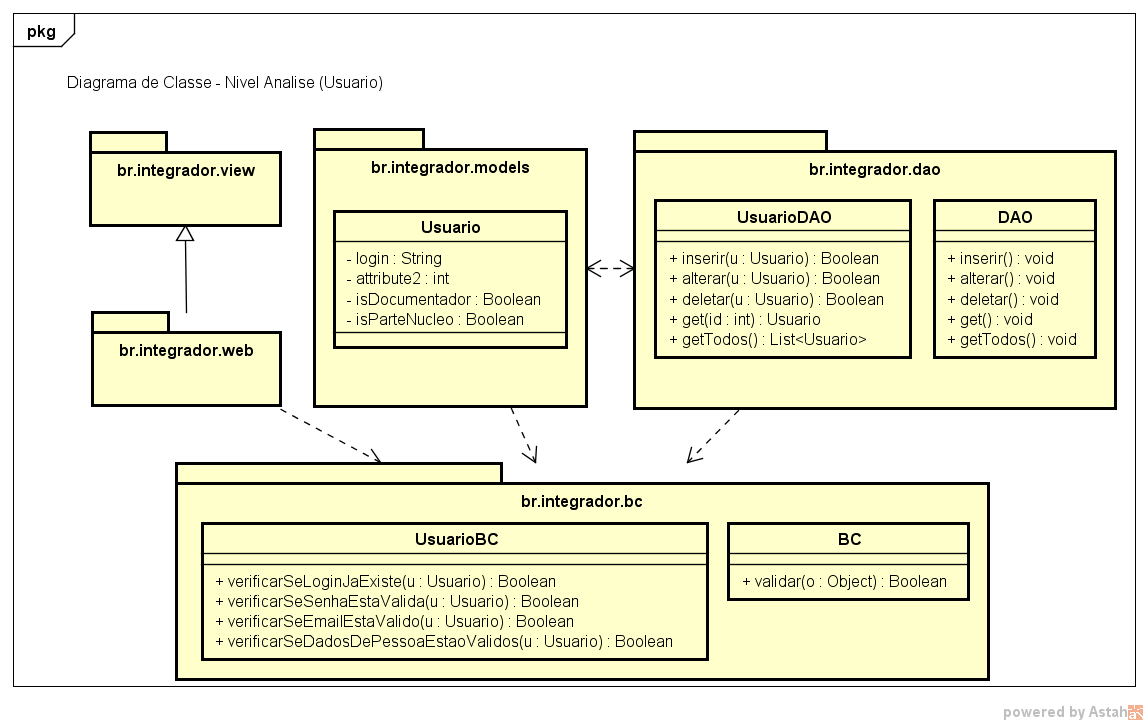 pkg
Diagrama de Classe - Nivel Analise (Usuario)
br.integrador.view
br.integrador.web
br.integrador.models
Usuario
- login : String
- attribute2 : int
- isDocumentador : Boolean
- isParteNucleo : Boolean
br.integrador.dao
UsuarioDAO
+ inserir(u : Usuario) : Boolean
+ alterar(u : Usuario) : Boolean
+ deletar(u : Usuario) : Boolean
+ get(id : int) : Usuario
+ getTodos() : List<Usuario>
DAO
+ inserir() : void
+ alterar() : void
+ deletar() : void
+ get() : void
+ getTodos() : void
br.integrador.bc
UsuarioBC
+ verificarSeLoginJaExiste(u : Usuario) : Boolean
+ verificarSeSenhaEstaValida(u : Usuario) : Boolean
+ verificarSeEmailEstaValido(u : Usuario) : Boolean
+ verificarSeDadosDePessoaEstaoValidos(u : Usuario) : Boolean
BC
+ validar(o : Object) : Boolean
powered by Astah